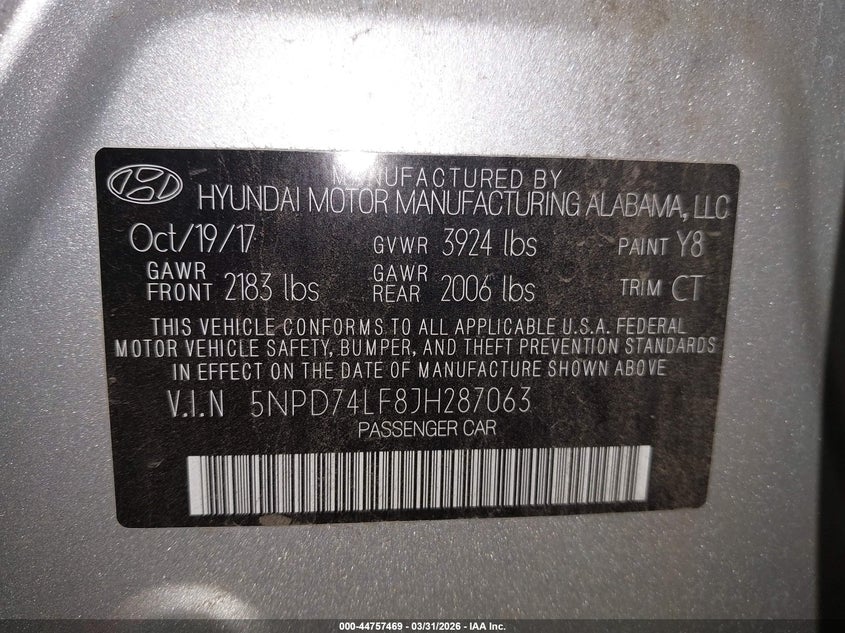 MANUFACTURED BY
HYUNDAI MOTOR MANUFACTURING ALABAMA, LLC
Oct/19/17 GVWR 3924 lbs PAINT Y8
GAWR FRONT 2183 lbs GAWR REAR 2006 lbs TRIM CT
THIS VEHICLE CONFORMS TO ALL APPLICABLE U.S.A. FEDERAL
MOTOR VEHICLE SAFETY, BUMPER, AND THEFT PREVENTION STANDARDS
IN EFFECT ON THE DATE OF MANUFACTURE SHOWN ABOVE
V.I.N 5NPD74LF8JH287063
PASSENGER CAR
000-44757469 - 03/31/2026 - IAA Inc.